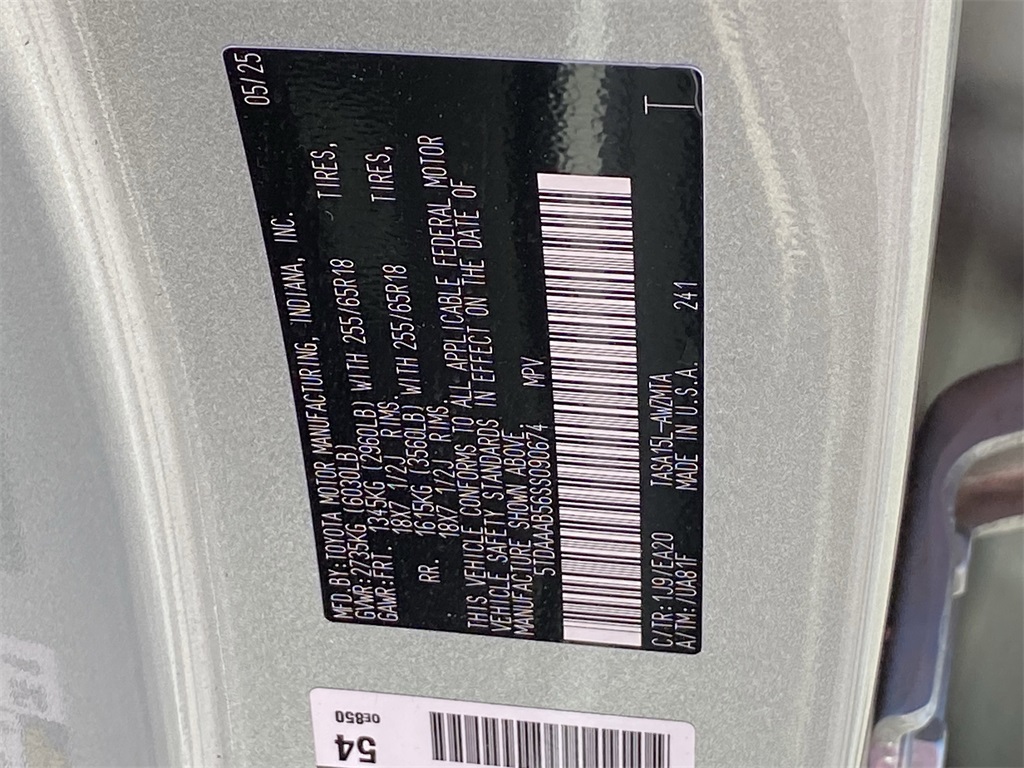 05/25
MFD.BY:TOYOTA MOTOR MANUFACTURING, INDIANA, INC.
GVWR:2735KG (6030LB)
GAWR:FRT. 1345KG (2960LB) WITH 255/65R18 TIRES,
18X7 1/2J RIMS,
RR. 1615KG (3560LB) WITH 255/65R18 TIRES,
18X7 1/2J RIMS.
THIS VEHICLE CONFORMS TO ALL APPLICABLE FEDERAL MOTOR
VEHICLE SAFETY STANDARDS IN EFFECT ON THE DATE OF
MANUFACTURE SHOWN ABOVE.
5TDAAAB56SS090674 MPV
C/TR:1J9/EA20 TASA15L-AWZMTA 241
A/TM:/UA81F MADE IN U.S.A. T
0E850
54